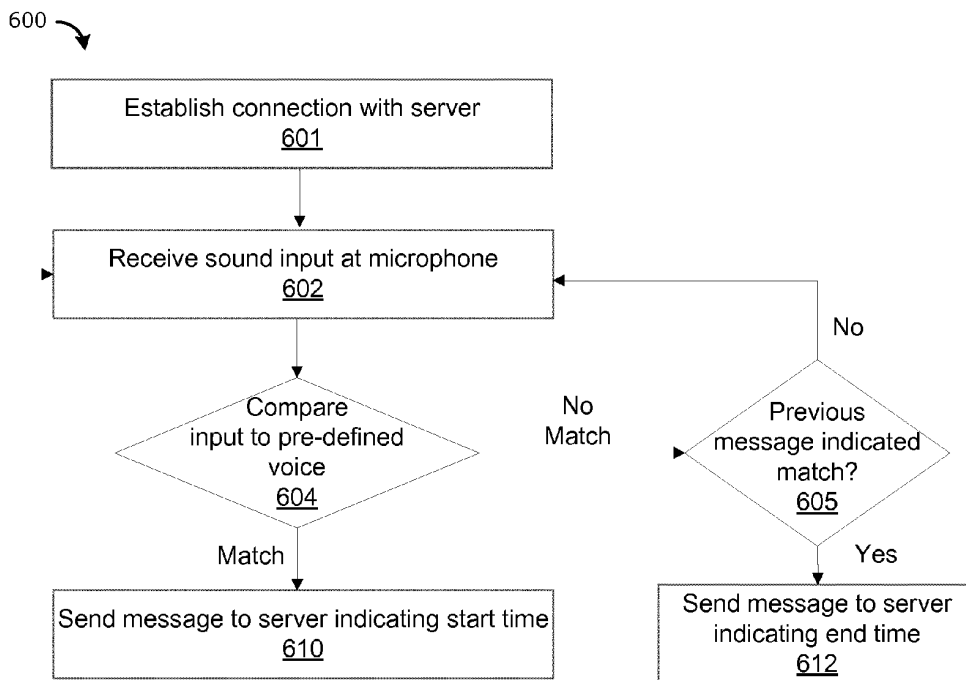 600
Establish connection with server
601
Receive sound input at microphone
602
Compare
input to pre-defined
voice
604
No
Match
No
Previous
message indicated
match?
605
Match
Yes
Send message to server indicating start time
610
Send message to server
indicating end time
612